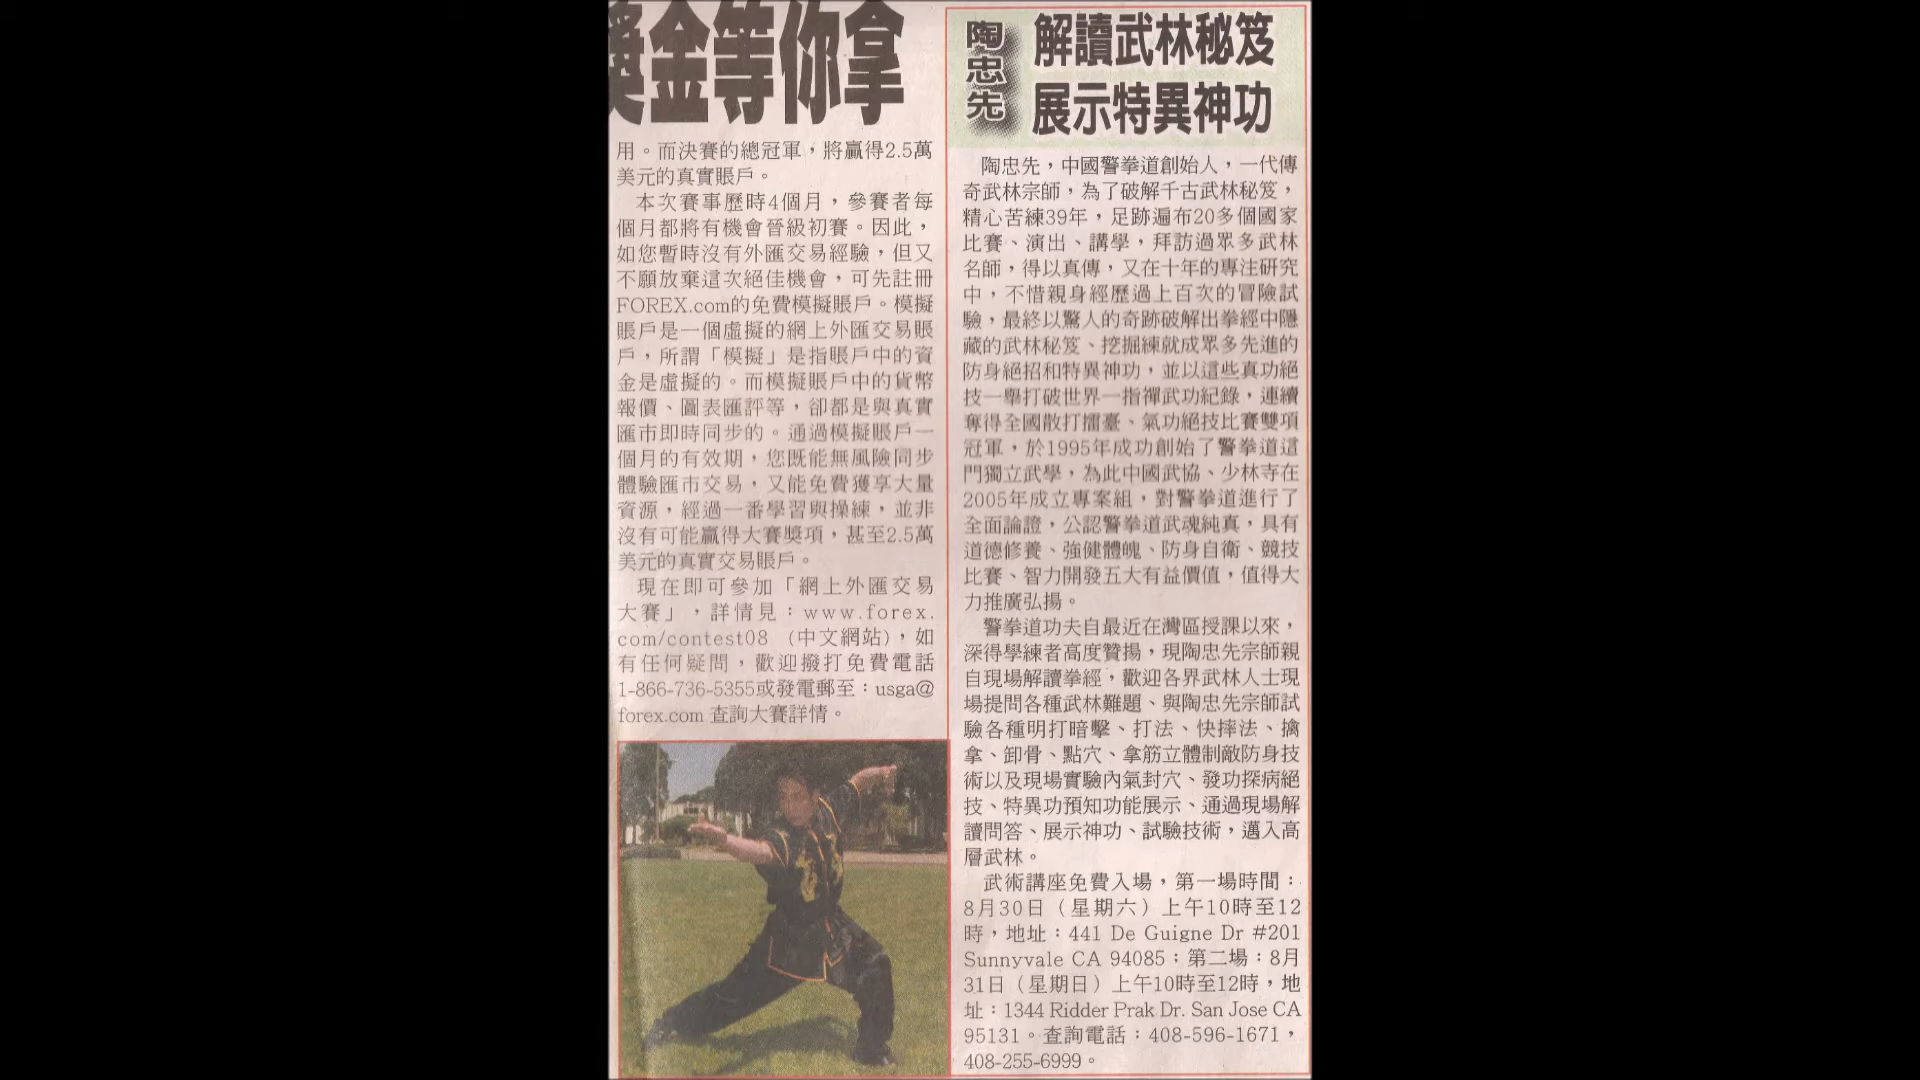 獎金等你拿
用。而決賽的總冠軍，將贏得2.5萬
美元的真實賬戶。
本次賽事歷時4個月，參賽者每
個月都將有機會晉級初賽。因此，
如您暫時沒有外匯交易經驗，但又
不願放棄這次絕佳機會，可先註冊
FOREX.com的免費模擬賬戶。模擬
賬戶是一個虛擬的網上外匯交易賬
戶，所謂「模擬」是指賬戶中的資
金是虛擬的。而模擬賬戶中的貨幣
報價、圖表匯評等，卻都是與真實
匯市即時同步的。通過模擬賬戶一
個月的有效期，您既能無風險同步
體驗匯市交易，又能免費獲享大量
資源，經過一番學習與操練，並非
沒有可能贏得大賽獎項，甚至2.5萬
美元的真實交易賬戶。
現在即可參加「網上外匯交易
大賽」，詳情見：www.forex.
com/contest08 (中文網站)，如
有任何疑問，歡迎撥打免費電話
1-866-736-5355或發電郵至：usga@
forex.com 查詢大賽詳情。
陶忠先
解讀武林秘笈
展示特異神功
陶忠先，中國警拳道創始人，一代傳
奇武林宗師，為了破解千古武林秘笈，
精心苦練39年，足跡遍布20多個國家
比賽、演出、講學，拜訪過眾多武林
名師，得以真傳，又在十年的專注研究
中，不惜親身經歷過上百次的冒險試
驗，最終以驚人的奇跡破解出拳經中隱
藏的武林秘笈、挖掘練就成眾多先進的
防身絕招和特異神功，並以這些真功絕
技一舉打破世界一指禪武功紀錄，連續
奪得全國散打擂臺、氣功絕技比賽雙項
冠軍，於1995年成功創始了警拳道這
門獨立武學，為此中國武協、少林寺在
2005年成立專案組，對警拳道進行了
全面論證，公認警拳道武魂純真，具有
道德修養、強健體魄、防身自衛、競技
比賽、智力開發五大有益價值，值得大
力推廣弘揚。
警拳道功夫自最近在灣區授課以來，
深得學練者高度贊揚，現陶忠先宗師親
自現場解讀拳經，歡迎各界武林人士現
場提問各種武林難題、與陶忠先宗師試
驗各種明打暗擊、打法、快摔法、擒
拿、卸骨、點穴、拿筋立體制敵防身技
術以及現場實驗內氣封穴、發功探病絕
技、特異功預知功能展示、通過現場解
讀問答、展示神功、試驗技術，邁入高
層武林。
武術講座免費入場，第一場時間：
8月30日（星期六）上午10時至12
時，地址：441 De Guigne Dr #201
Sunnyvale CA 94085；第二場：8月
31日（星期日）上午10時至12時，地
址：1344 Ridder Prak Dr. San Jose CA
95131。查詢電話：408-596-1671，
408-255-6999。